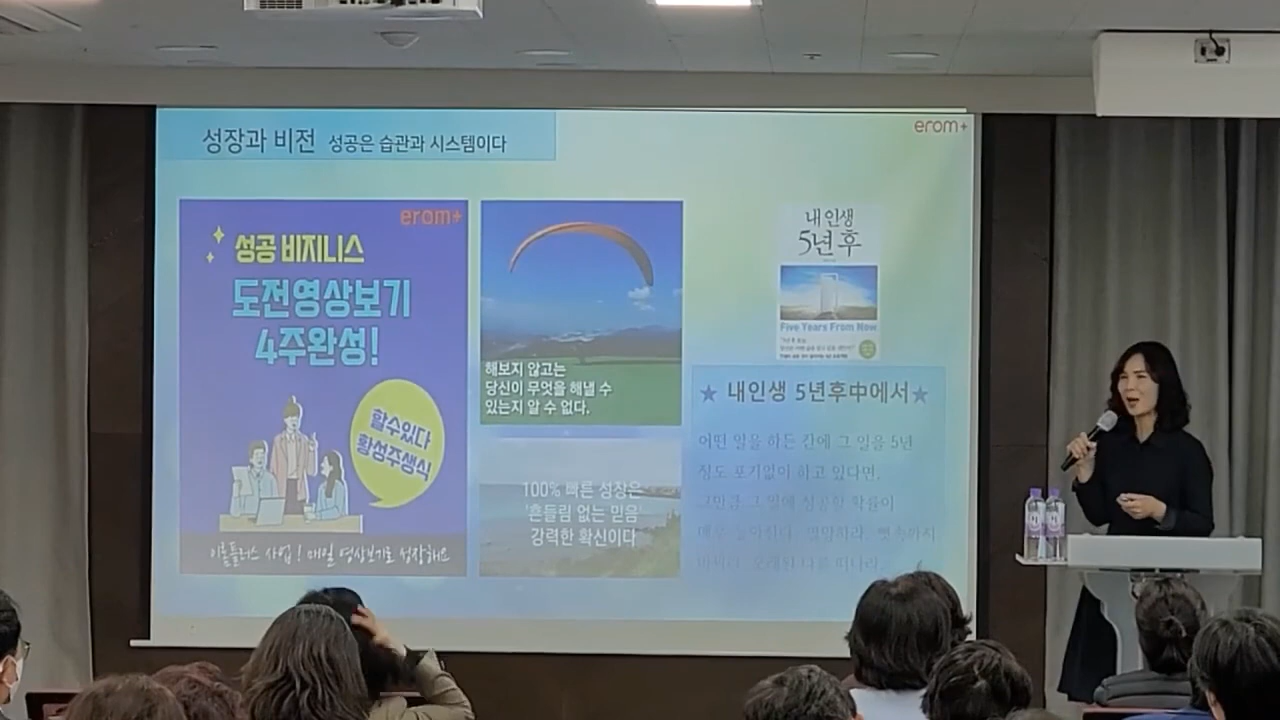 성장과 비전 성공은 습관과 시스템이다
erom+
erom+
성공 비지니스
도전영상보기
4주완성!
할수있다
황성주생식
이롬플러스 사업! 매일 영상보기로 성장해요
해보지 않고는
당신이 무엇을 해낼 수
있는지 알 수 없다.
100% 빠른 성장은
'흔들림 없는 믿음
강력한 확신이다
내 인생
5년 후
Five Years From Now
★ 내인생 5년후中에서★
어떤 일을 하든 간에 그 일을 5년
정도 포기없이 하고 있다면,
그만큼 그 일에 성공할 확률이
매우 높아진다. 열망하라 뼛속까지